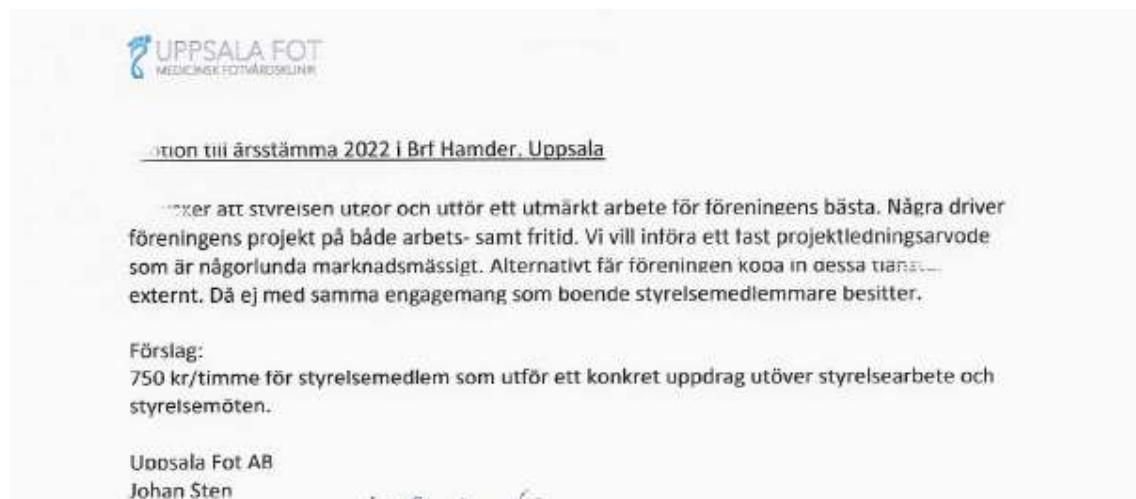 UPPSALA FOT
MEDICINSK FOTVÅRDSKLINIK
till årsstämma 2022 i Brf Hamder, Uppsala
att styrelsen utgör och utför ett utmärkt arbete för föreningens bästa. Några driver
föreningens projekt på både arbets- samt fritid. Vi vill införa ett fast projektledningsarvode
som är någorlunda marknadsmässigt. Alternativt får föreningen köpa in dessa
externt. Då ej med samma engagemang som boende styrelsemedlemmare besitter.
Förslag:
750 kr/timme för styrelsemedlem som utför ett konkret uppdrag utöver styrelsearbete och
styrelsemöten.
Uppsala Fot AB
Johan Sten